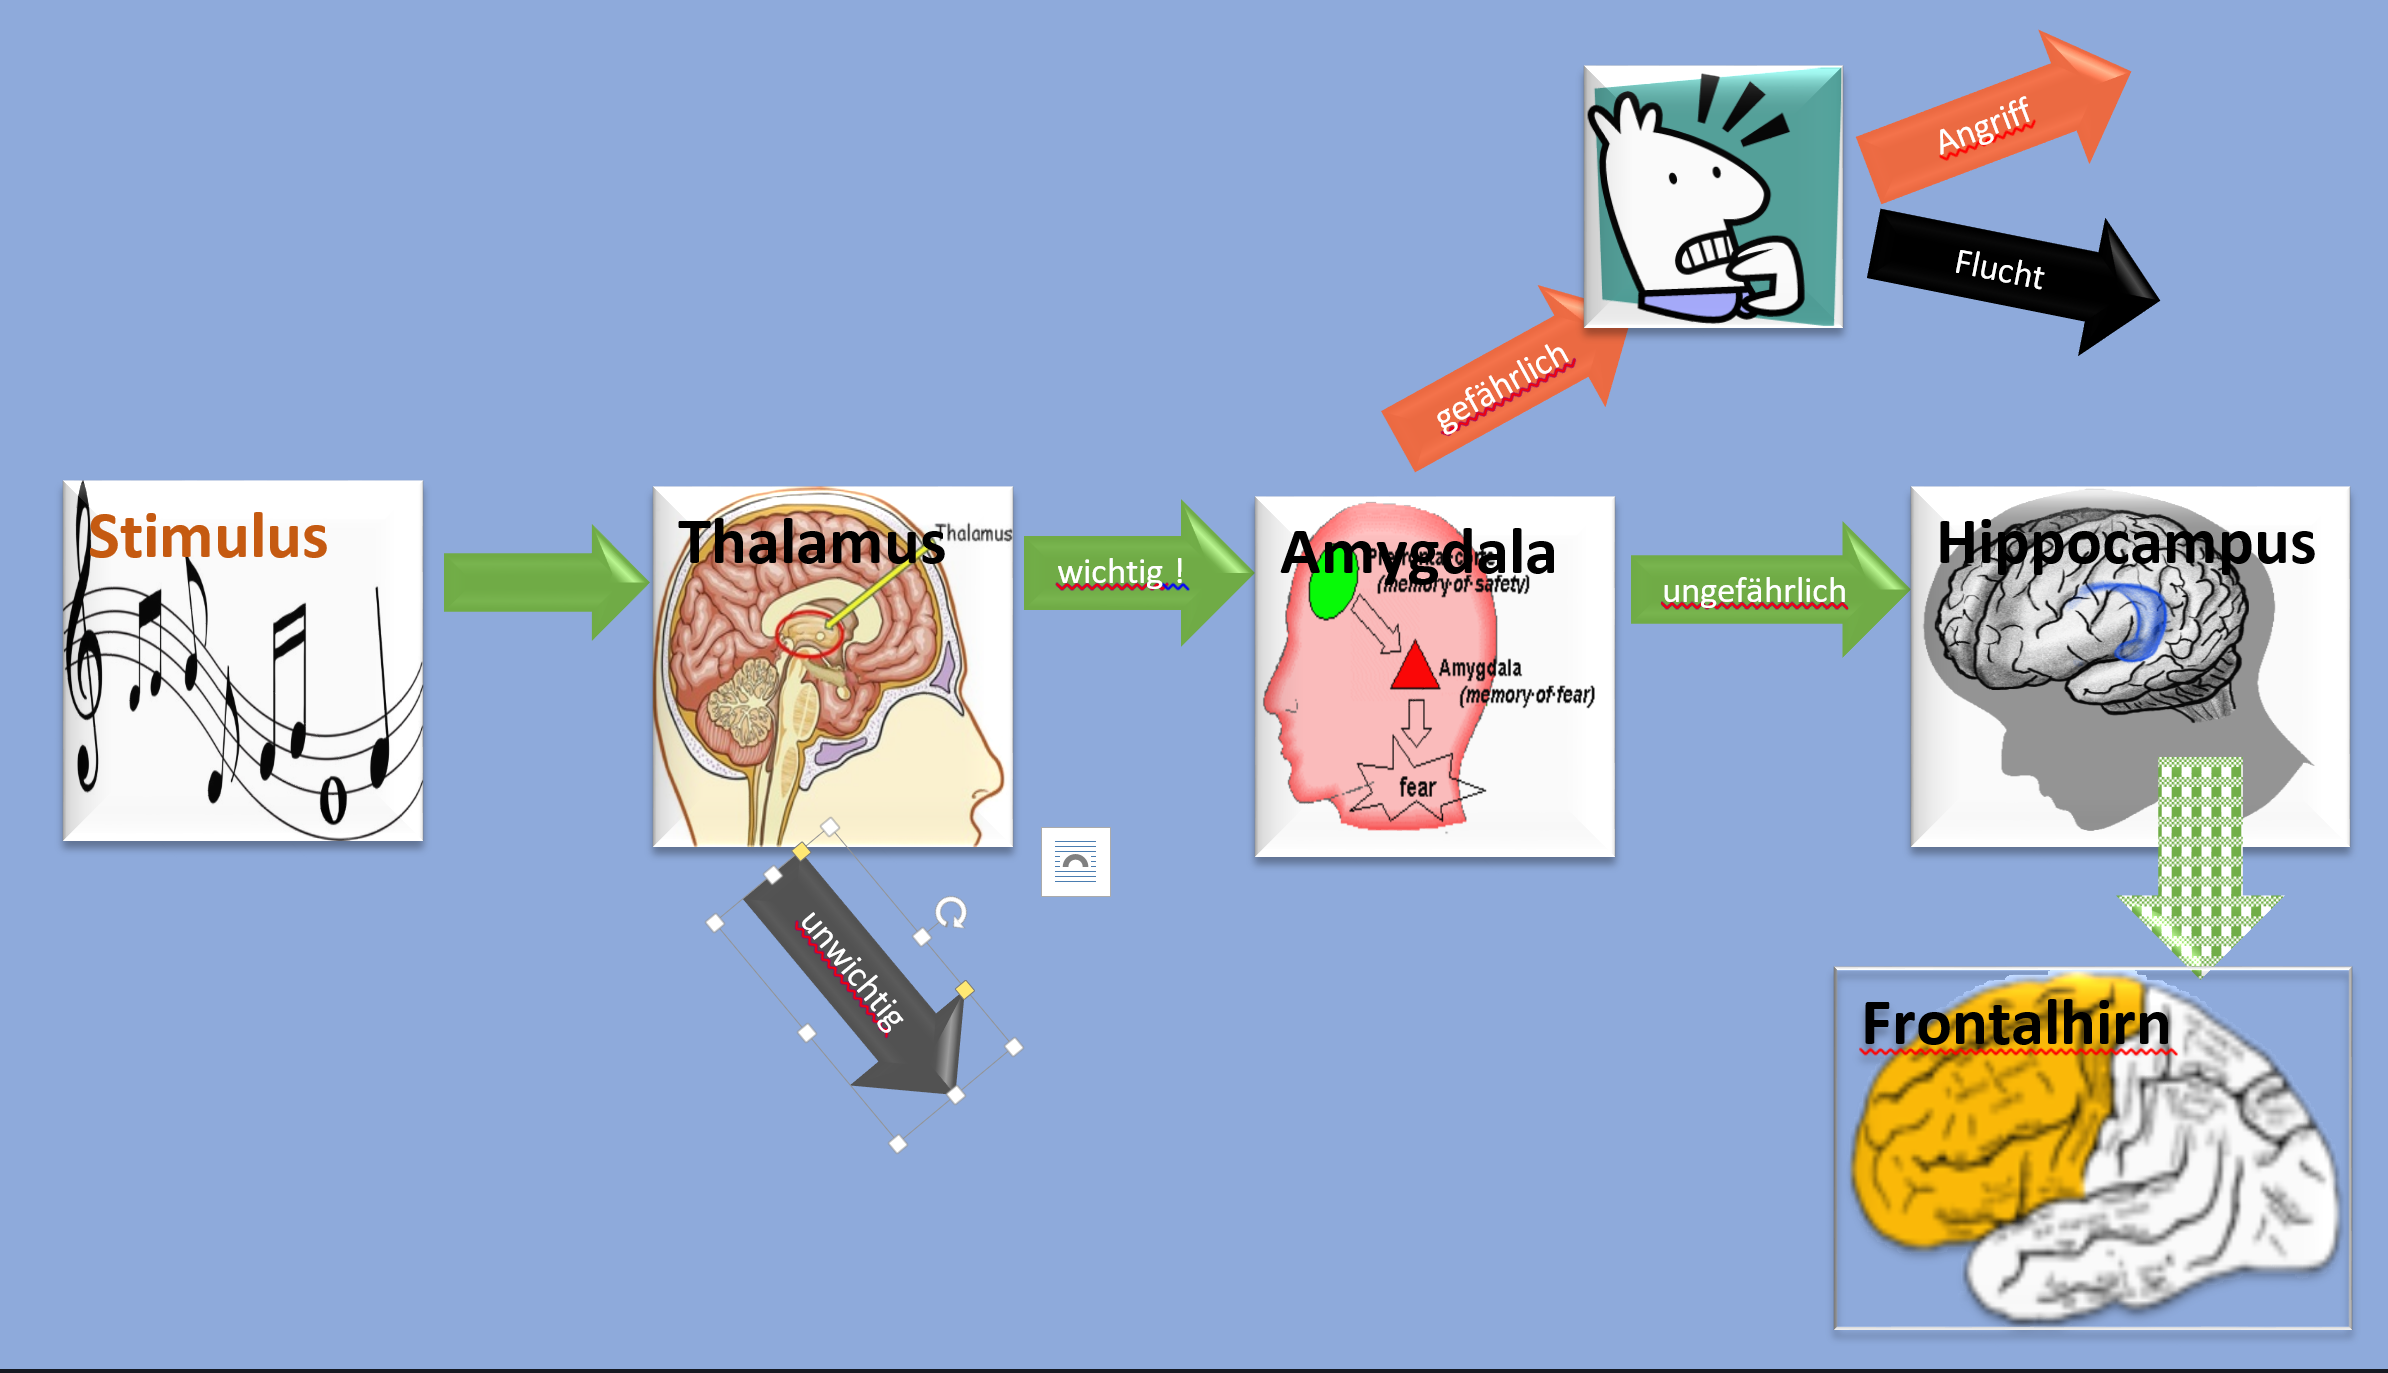 Angriff
Flucht
gefährlich
Stimulus
Thalamus
Thalamus
wichtig !
Amygdala
(memory of safety)
Amygdala
(memory of fear)
fear
ungefährlich
Hippocampus
unwichtig
Frontalhirn